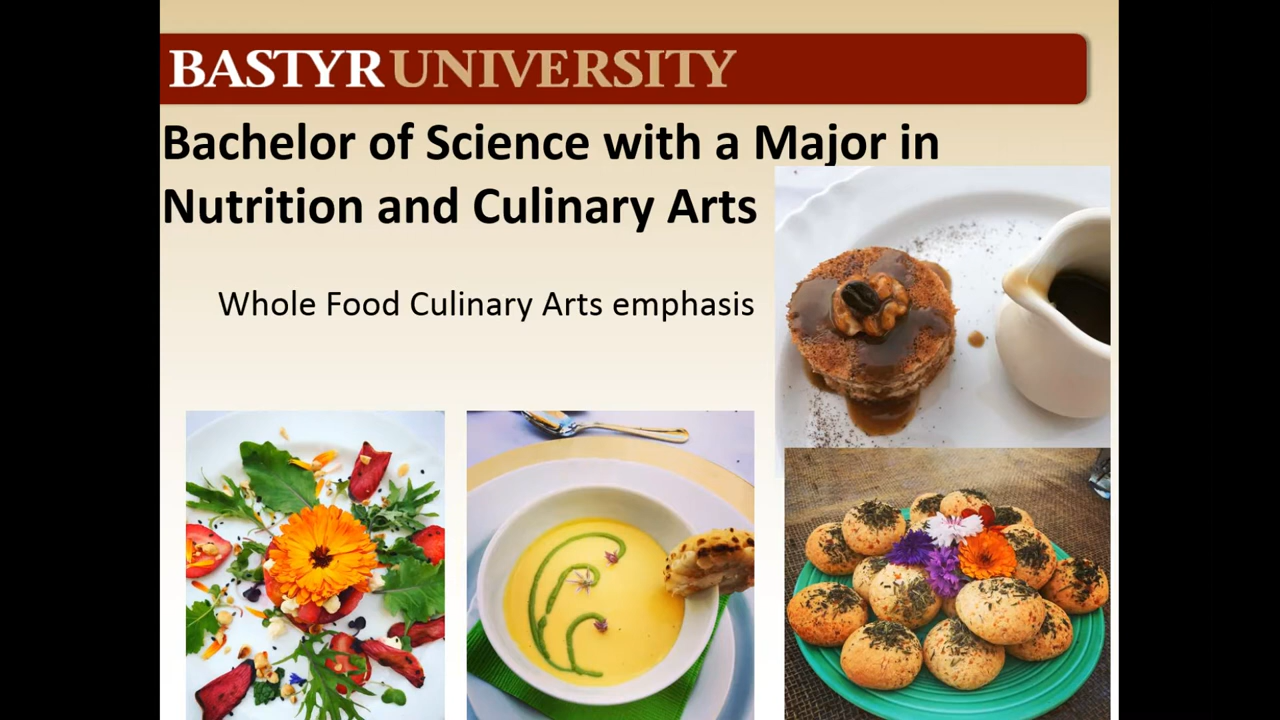 BASTYR UNIVERSITY
Bachelor of Science with a Major in
Nutrition and Culinary Arts
Whole Food Culinary Arts emphasis